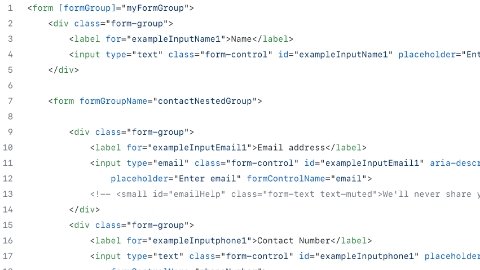 1 <form [formGroup]="myFormGroup">
2 <div class="form-group">
3 <label for="exampleInputName1">Name</label>
4 <input type="text" class="form-control" id="exampleInputName1" placeholder="Ent
5 </div>
6
7 <form formGroupName="contactNestedGroup">
8
9 <div class="form-group">
10 <label for="exampleInputEmail1">Email address</label>
11 <input type="email" class="form-control" id="exampleInputEmail1" aria-descr
12 placeholder="Enter email" formControlName="email">
13 <!-- <small id="emailHelp" class="form-text text-muted">We'll never share y
14 </div>
15 <div class="form-group">
16 <label for="exampleInputphone1">Contact Number</label>
17 <input type="text" class="form-control" id="exampleInputphone1" placeholder